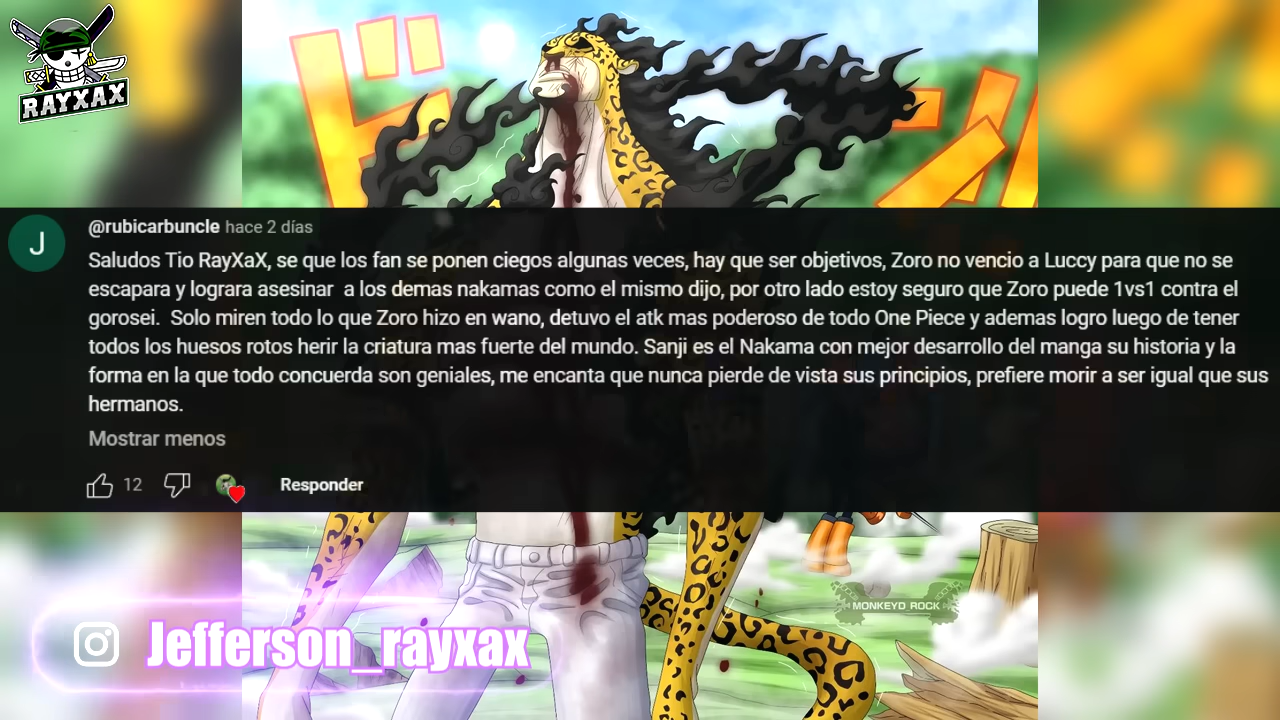 RAYXAX
ドン
@rubicarbuncle hace 2 días
J
Saludos Tio RayXaX, se que los fan se ponen ciegos algunas veces, hay que ser objetivos, Zoro no vencio a Luccy para que no se
escapara y lograra asesinar a los demas nakamas como el mismo dijo, por otro lado estoy seguro que Zoro puede 1vs1 contra el
gorosei. Solo miren todo lo que Zoro hizo en wano, detuvo el atk mas poderoso de todo One Piece y ademas logro luego de tener
todos los huesos rotos herir la criatura mas fuerte del mundo. Sanji es el Nakama con mejor desarrollo del manga su historia y la
forma en la que todo concuerda son geniales, me encanta que nunca pierde de vista sus principios, prefiere morir a ser igual que sus
hermanos.
Mostrar menos
12 Responder
MONKEYD ROCK
Jefferson_rayxax